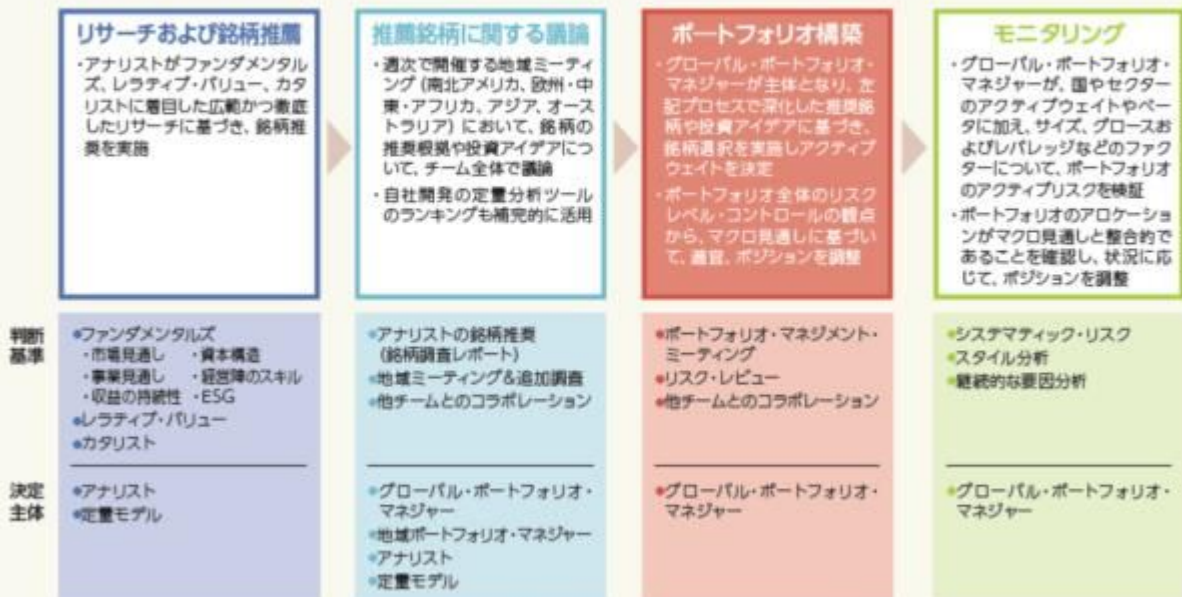 リサーチおよび銘柄推薦
・アナリストがファンダメンタル
ズ、レラティブ・バリュー、カタ
リストに着目した広範かつ徹底
したリサーチに基づき、銘柄推
奨を実施
推薦銘柄に関する議論
・週次で開催する地域ミーティ
ング(南北アメリカ、欧州・中
東・アフリカ、アジア、オース
トラリア)において、銘柄の
推奨根拠や投資アイデアにつ
いて、チーム全体で議論
・自社開発の定量分析ツール
のランキングも補完的に活用
ポートフォリオ構築
・グローバル・ポートフォリオ・
マネジャーが主体となり、左
記プロセスで深化した推奨銘
柄や投資アイデアに基づき、
銘柄選択を実施しアクティブ
ウェイトを決定
・ポートフォリオ全体のリスク
レベル・コントロールの観点
から、マクロ見通しに基づい
て、適宜、ポジションを調整
モニタリング
・グローバル・ポートフォリオ・
マネジャーが、国やセクター
のアクティブウェイトやベー
タに加え、サイズ、グロースお
よびレバレッジなどのファク
ターについて、ポートフォリオ
のアクティブリスクを検証
・ポートフォリオのアロケーショ
ンがマクロ見通しと整合的で
あることを確認し、状況に応
じて、ポジションを調整
判断
基準
●ファンダメンタルズ
・市場見通し ・資本構造
・事業見通し ・経営陣のスキル
・収益の持続性 ・ESG
●レラティブ・バリュー
●カタリスト
●アナリストの銘柄推奨
(銘柄調査レポート)
●地域ミーティング&追加調査
●他チームとのコラボレーション
●ポートフォリオ・マネジメント・
ミーティング
●リスク・レビュー
●他チームとのコラボレーション
●システマティック・リスク
●スタイル分析
●継続的な要因分析
決定
主体
●アナリスト
●定量モデル
●グローバル・ポートフォリオ・
マネジャー
●地域ポートフォリオ・マネジャー
●アナリスト
●定量モデル
●グローバル・ポートフォリオ・
マネジャー
●グローバル・ポートフォリオ・
マネジャー